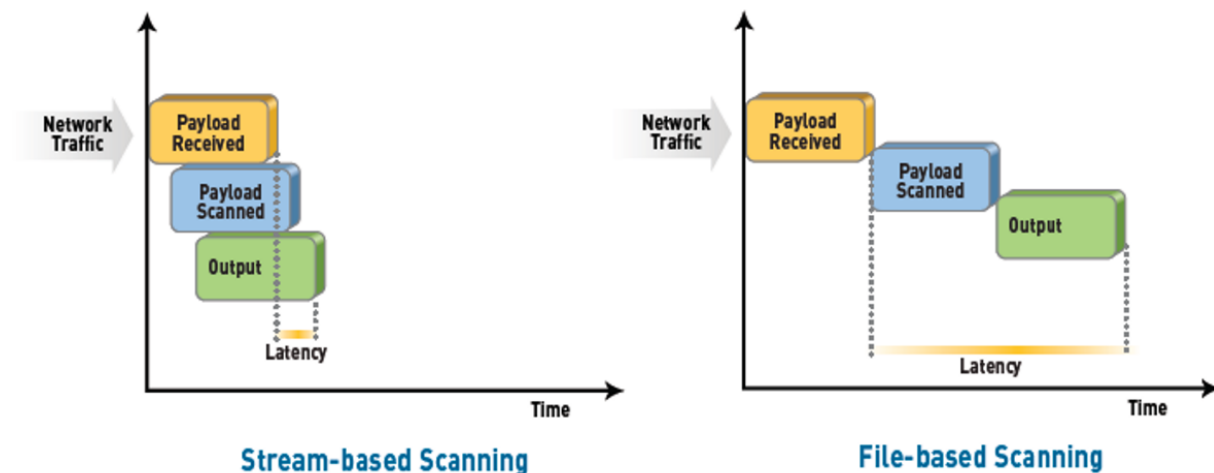 Network
Traffic
Payload
Received
Payload
Scanned
Output
Latency
Time
Stream-based Scanning
Network
Traffic
Payload
Received
Payload
Scanned
Output
Latency
Time
File-based Scanning